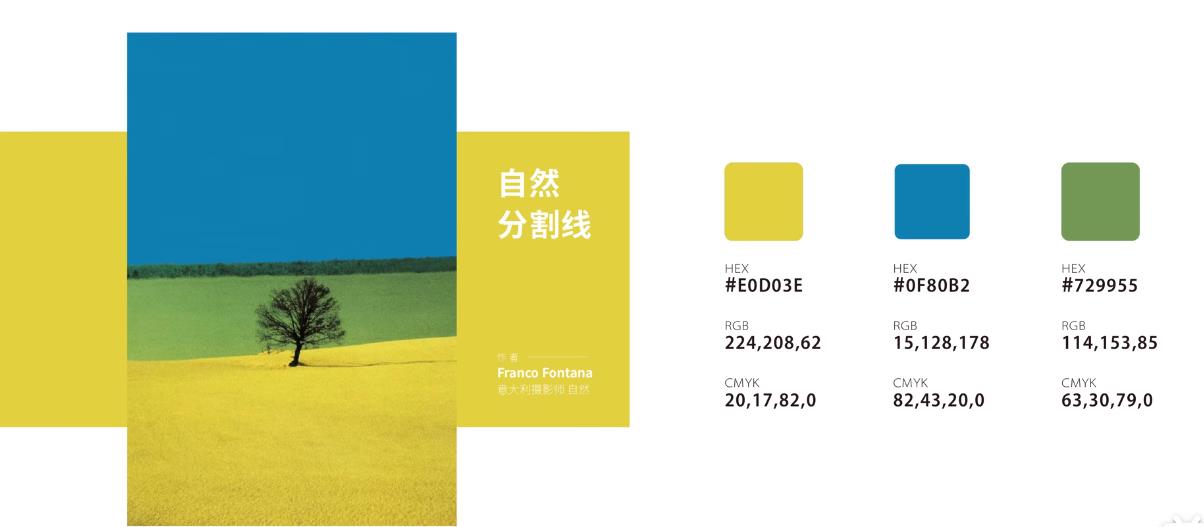 自然
分割线
作者
Franco Fontana
意大利摄影师 自然
HEX
#E0D03E
RGB
224,208,62
CMYK
20,17,82,0
HEX
#0F80B2
RGB
15,128,178
CMYK
82,43,20,0
HEX
#729955
RGB
114,153,85
CMYK
63,30,79,0